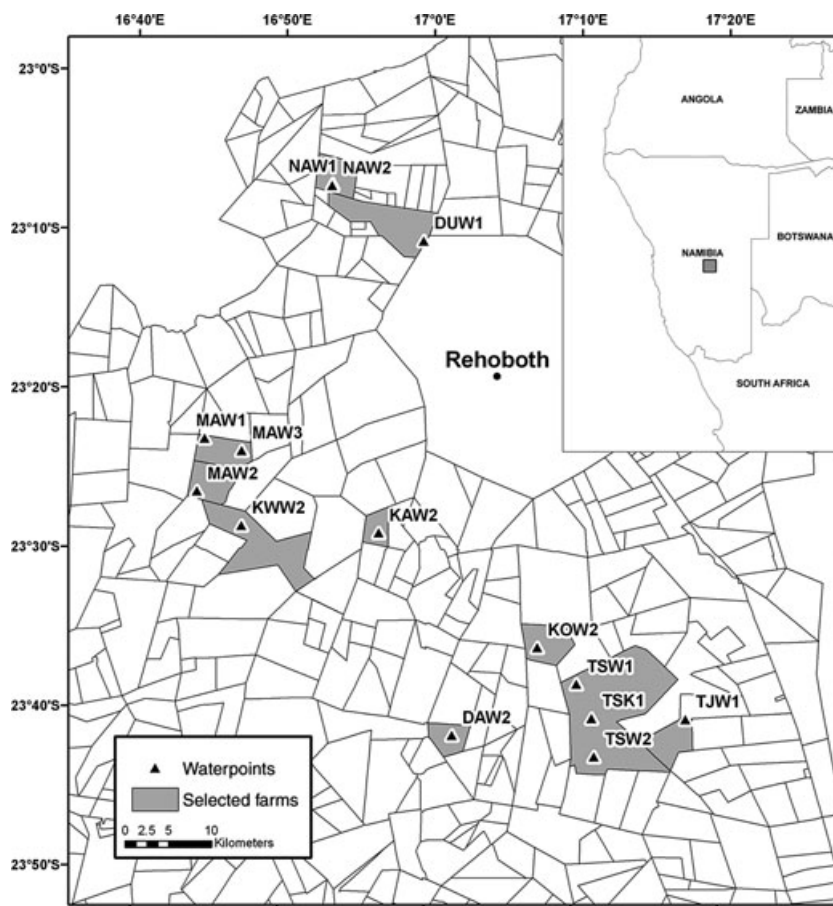 16°40'E 16°50'E 17°0'E 17°10'E 17°20'E
23°0'S
ANGOLA
ZAMBIA
NAW1 NAW2
23°10'S
DUW1
BOTSWANA
NAMIBIA
Rehoboth
23°20'S
SOUTH AFRICA
MAW1
MAW3
MAW2
KWW2
KAW2
23°30'S
KOW2
TSW1
23°40'S
TSK1
TJW1
DAW2
TSW2
Waterpoints
Selected farms
0 2.5 5 10
Kilometers
23°50'S